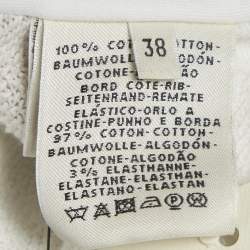 38
100% COTON-COTTON-
BAUMWOLLE-ALGODÓN-
COTONE-ALGODÃO
BORD CÔTE-RIB-
SEITENRAND-REMATE
ELÁSTICO-ORLO A
COSTINE-PUNHO E BORDA
97% COTON-COTTON-
BAUMWOLLE-ALGODÓN-
COTONE-ALGODÃO
3% ELASTHANNE-
ELASTANE-ELASTHAN-
ELASTANO-ELASTAN